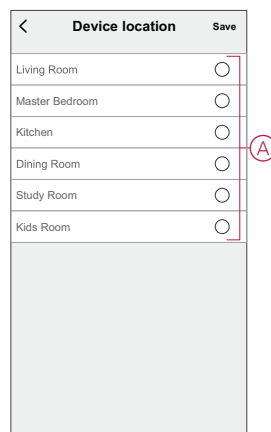 Device location Save
Living Room
Master Bedroom
Kitchen
A
Dining Room
Study Room
Kids Room